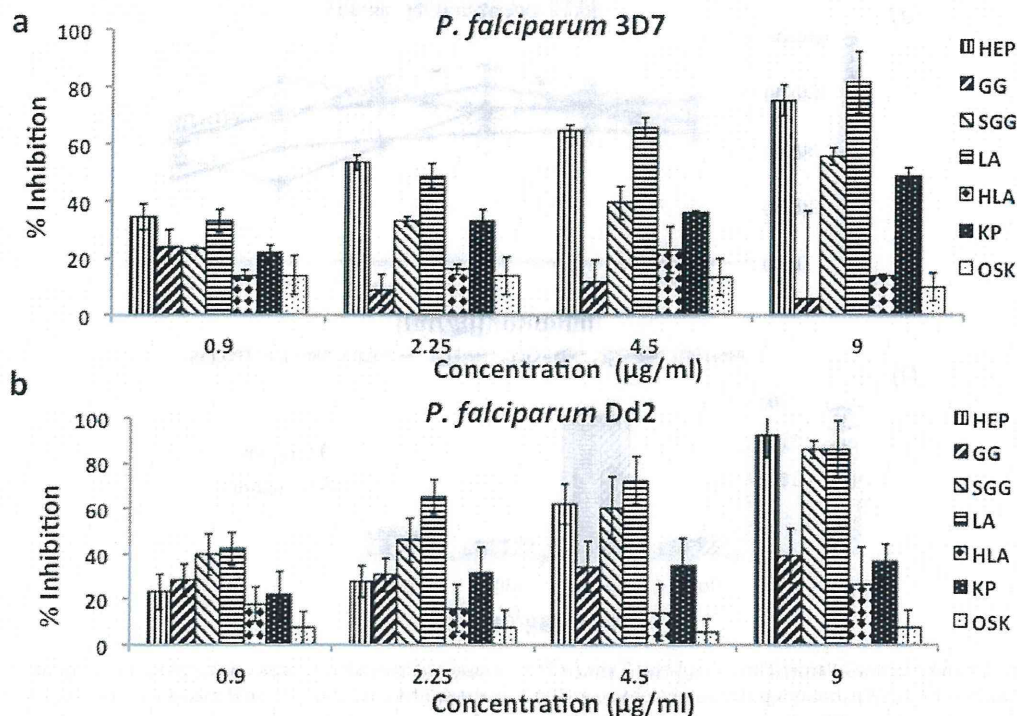 a
P. falciparum 3D7
% Inhibition
100
80
60
40
20
0
0.9
2.25
4.5
9
Concentration (µg/ml)
HEP
GG
SGG
LA
HLA
KP
OSK
b
P. falciparum Dd2
% Inhibition
100
80
60
40
20
0
0.9
2.25
4.5
9
Concentration (µg/ml)
HEP
GG
SGG
LA
HLA
KP
OSK